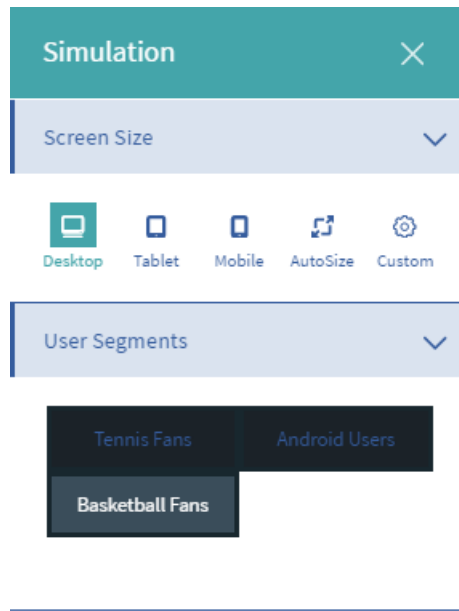 Simulation
Screen Size
Desktop Tablet Mobile AutoSize Custom
User Segments
Tennis Fans Android Users
Basketball Fans